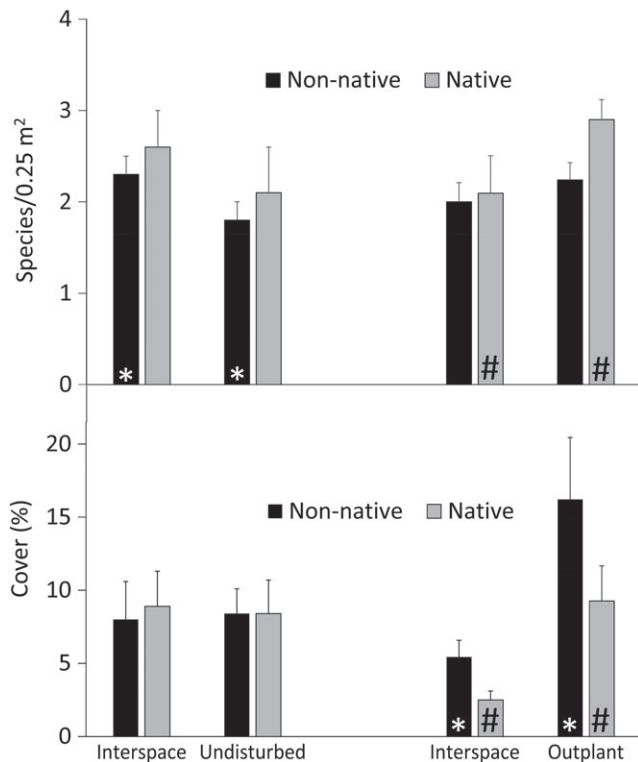 4
Non-native Native
3
Species/0.25 m²
2
1
* * # #
0
20
Non-native Native
15
Cover (%)
10
5
* # * #
0
Interspace Undisturbed Interspace Outplant